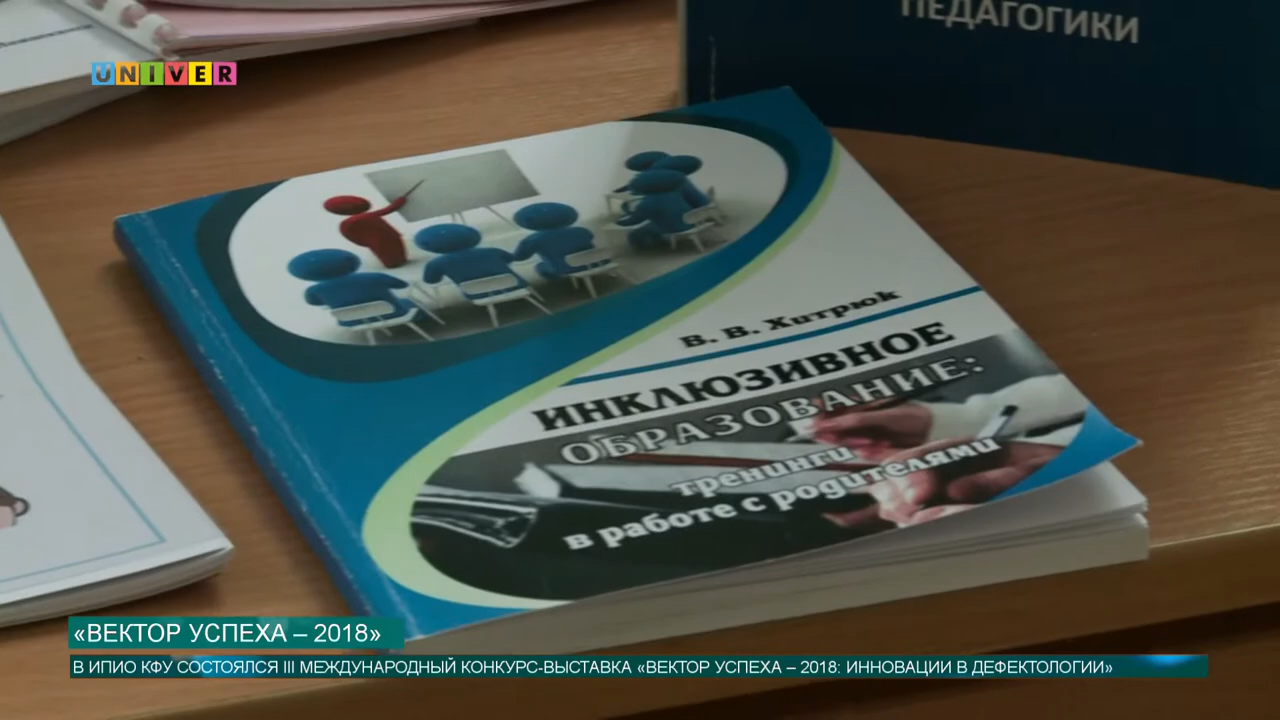 ПЕДАГОГИКИ
UNIVER
В. В. Хитрюк
ИНКЛЮЗИВНОЕ
ОБРАЗОВАНИЕ:
тренинги
в работе с родителями
«ВЕКТОР УСПЕХА – 2018»
В ИПИО КФУ СОСТОЯЛСЯ III МЕЖДУНАРОДНЫЙ КОНКУРС-ВЫСТАВКА «ВЕКТОР УСПЕХА – 2018: ИННОВАЦИИ В ДЕФЕКТОЛОГИИ»